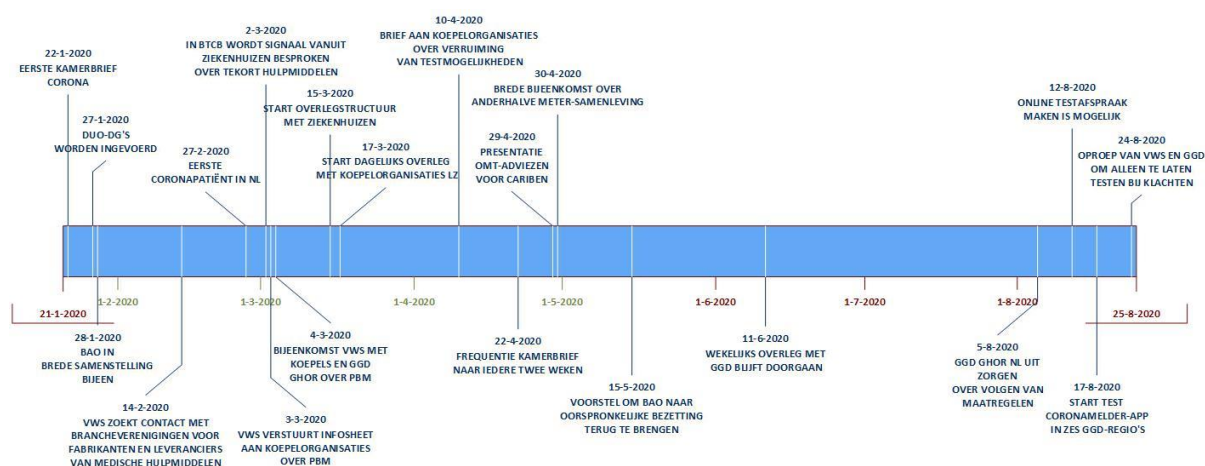 22-1-2020
EERSTE KAMERBRIEF
CORONA
27-1-2020
DUO-DG'S
WORDEN INGEVOERD
27-2-2020
EERSTE
CORONAPATIËNT IN NL
2-3-2020
IN BTCB WORDT SIGNAAL VANUIT
ZIEKENHUIZEN BESPROKEN
OVER TEKORT HULPMIDDELEN
15-3-2020
START OVERLEGSTRUCTUUR
MET ZIEKENHUIZEN
17-3-2020
START DAGELIJKS OVERLEG
MET KOEPELORGANISATIES LZ
10-4-2020
BRIEF AAN KOEPELORGANISATIES
OVER VERRUIMING
VAN TESTMOGELIJKHEDEN
30-4-2020
BREDE BIJEENKOMST OVER
ANDERHALVE METER-SAMENLEVING
29-4-2020
PRESENTATIE
OMT-ADVIEZEN
VOOR CARIBEN
12-8-2020
ONLINE TESTAFSPRAAK
MAKEN IS MOGELIJK
24-8-2020
OPROEP VAN VWS EN GGD
OM ALLEEN TE LATEN
TESTEN BIJ KLACHTEN
21-1-2020
1-2-2020
1-3-2020
1-4-2020
1-5-2020
1-6-2020
1-7-2020
1-8-2020
25-8-2020
28-1-2020
BAO IN
BREDE SAMENSTELLING
BIJEEN
14-2-2020
VWS ZOEKT CONTACT MET
BRANCHEVERENIGINGEN VOOR
FABRIKANTEN EN LEVERANCIERS
VAN MEDISCHE HULPMIDDELEN
4-3-2020
BIJEENKOMST VWS MET
KOEPELS EN GGD
GHOR OVER PBM
3-3-2020
VWS VERSTUURT INFOSHEET
AAN KOEPELORGANISATIES
OVER PBM
22-4-2020
FREQUENTIE KAMERBRIEF
NAAR IEDERE TWEE WEKEN
15-5-2020
VOORSTEL OM BAO NAAR
OORSPRONKELIJKE BEZETTING
TERUG TE BRENGEN
11-6-2020
WEKELIJKS OVERLEG MET
GGD BLIJFT DOORGAAN
5-8-2020
GGD GHOR NL UIT
ZORGEN
OVER VOLGEN VAN
MAATREGELEN
17-8-2020
START TEST
CORONAMELDER-APP
IN ZES GGD-REGIO'S